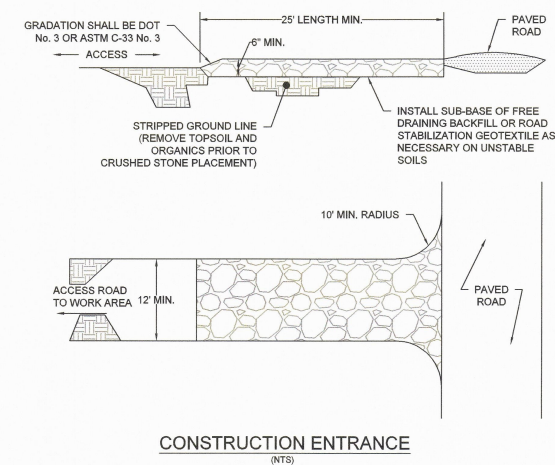 GRADATION SHALL BE DOT
No. 3 OR ASTM C-33 No. 3
ACCESS
25' LENGTH MIN.
6" MIN.
PAVED
ROAD
STRIPPED GROUND LINE
(REMOVE TOPSOIL AND
ORGANICS PRIOR TO
CRUSHED STONE PLACEMENT)
INSTALL SUB-BASE OF FREE
DRAINING BACKFILL OR ROAD
STABILIZATION GEOTEXTILE AS
NECESSARY ON UNSTABLE
SOILS
10' MIN. RADIUS
ACCESS ROAD
TO WORK AREA
12' MIN.
PAVED
ROAD
CONSTRUCTION ENTRANCE
(NTS)